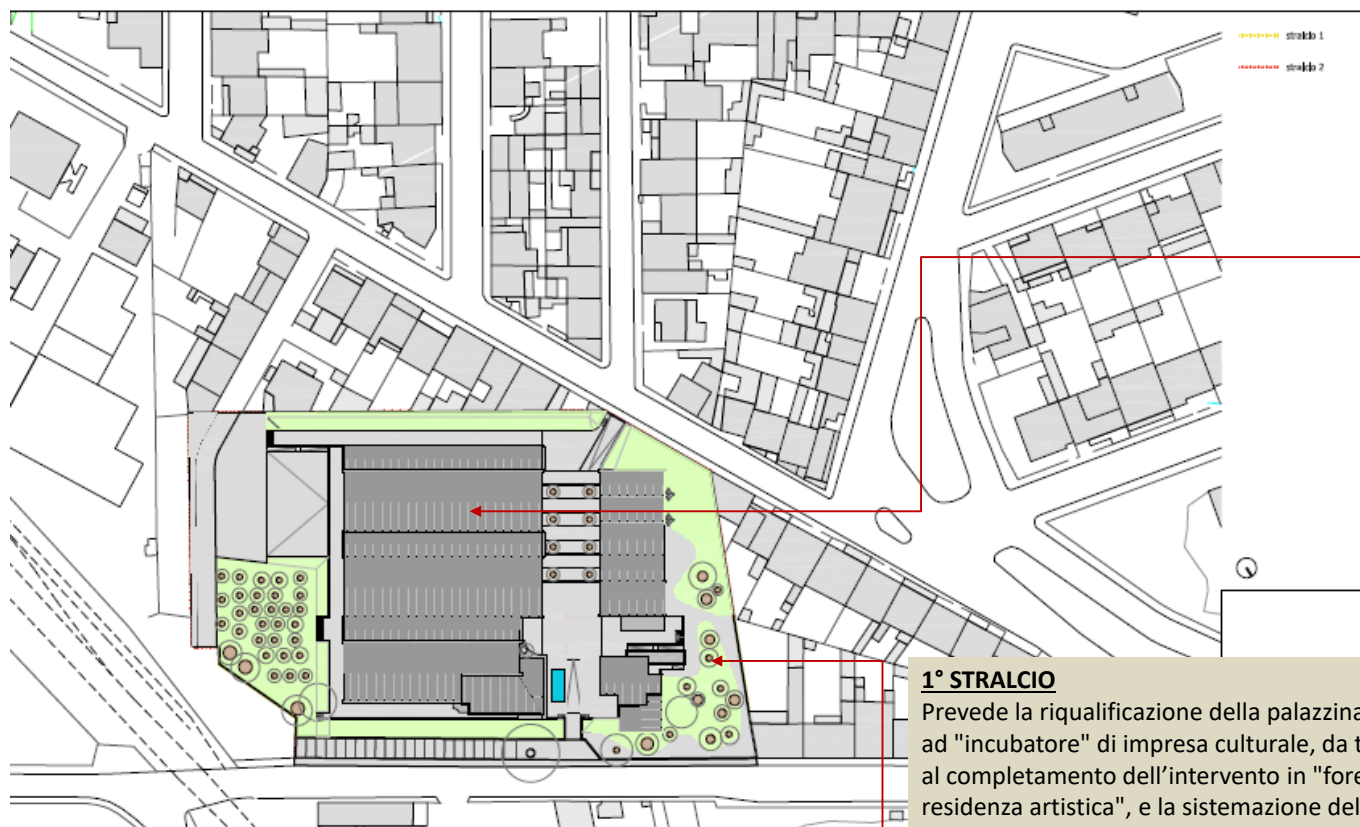 stralcio 1
stralcio 2
1° STRALCIO
Prevede la riqualificazione della palazzina
ad "incubatore" di impresa culturale, da t
al completamento dell’intervento in "fore
residenza artistica", e la sistemazione del